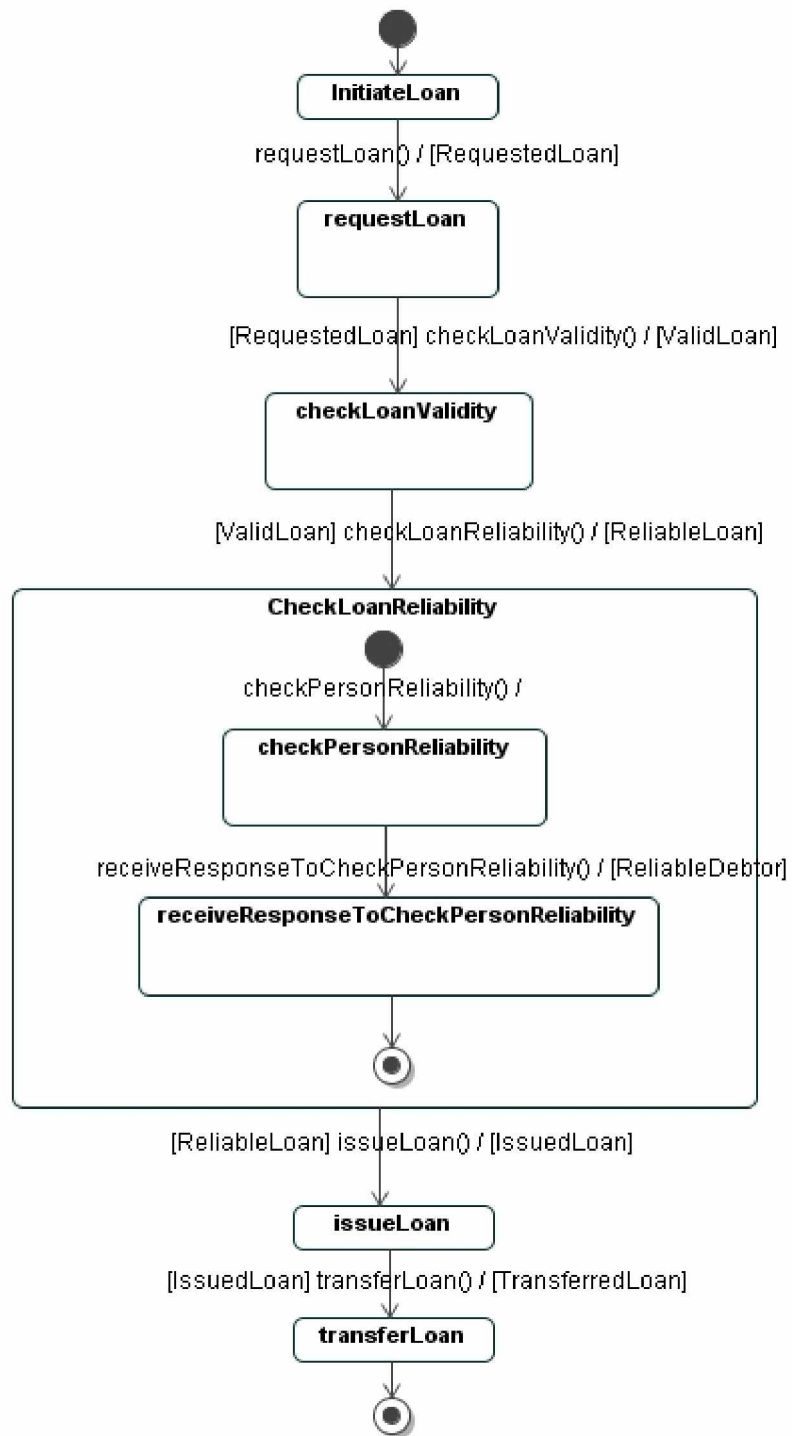 InitiateLoan
requestLoan() / [RequestedLoan]
requestLoan
[RequestedLoan] checkLoanValidity() / [ValidLoan]
checkLoanValidity
[ValidLoan] checkLoanReliability() / [ReliableLoan]
CheckLoanReliability
checkPersonReliability() /
checkPersonReliability
receiveResponseToCheckPersonReliability() / [ReliableDebtor]
receiveResponseToCheckPersonReliability
[ReliableLoan] issueLoan() / [IssuedLoan]
issueLoan
[IssuedLoan] transferLoan() / [TransferredLoan]
transferLoan